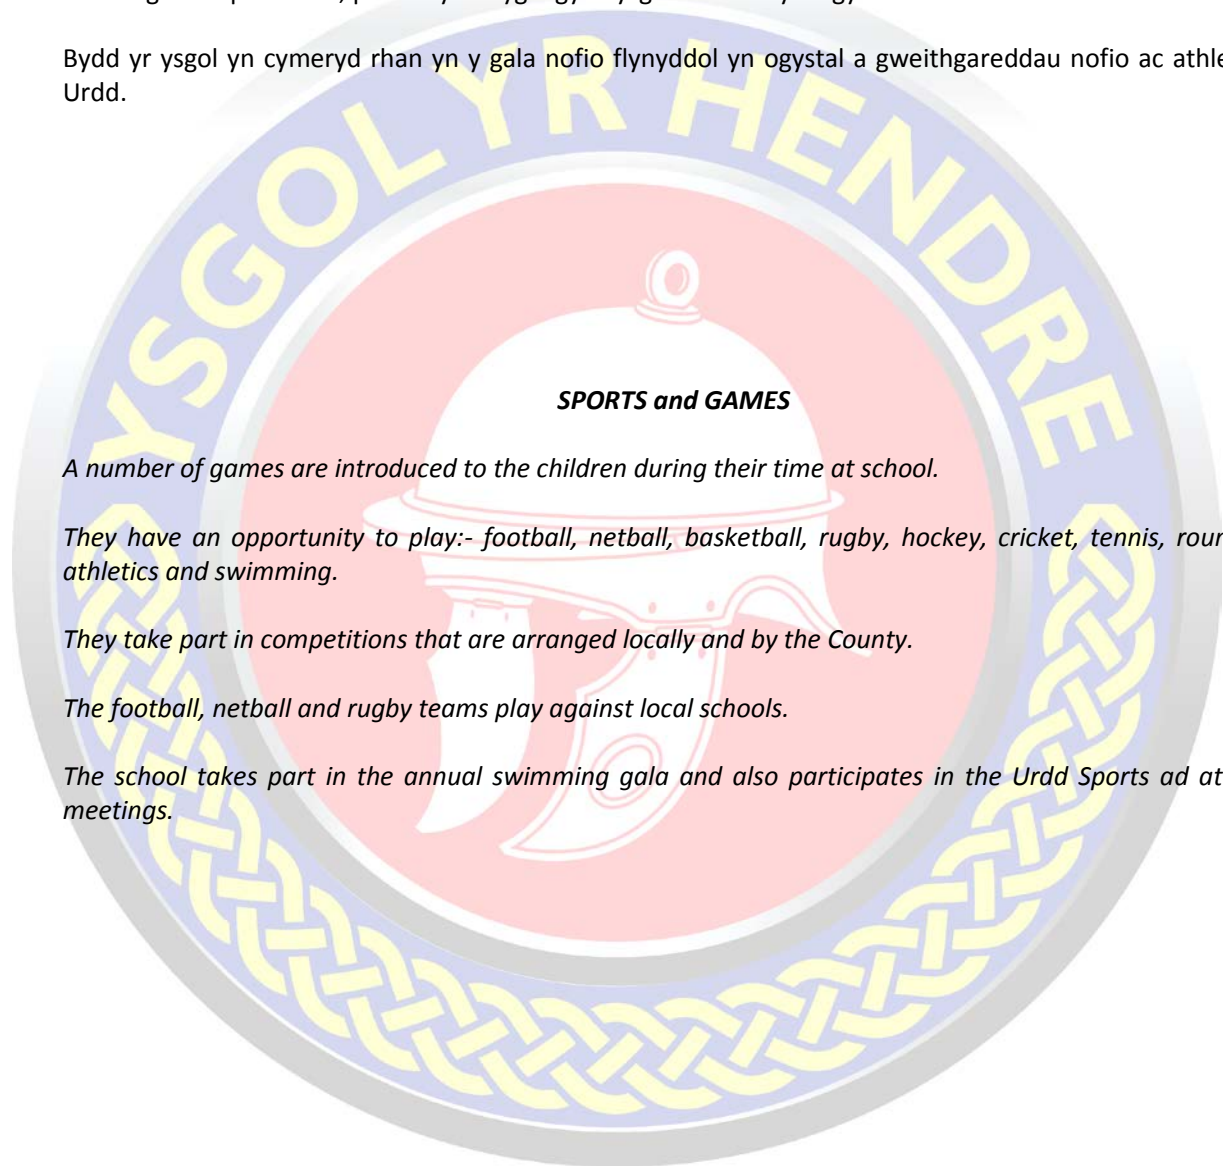 Bydd yr ysgol yn cymeryd rhan yn y gala nofio flynyddol yn ogystal a gweithgareddau nofio ac
Urdd.
YSGOL YR HENDRE
SPORTS and GAMES
A number of games are introduced to the children during their time at school.
They have an opportunity to play:- football, netball, basketball, rugby, hockey, cricket, tennis,
athletics and swimming.
They take part in competitions that are arranged locally and by the County.
The football, netball and rugby teams play against local schools.
The school takes part in the annual swimming gala and also participates in the Urdd Sports ad
meetings.